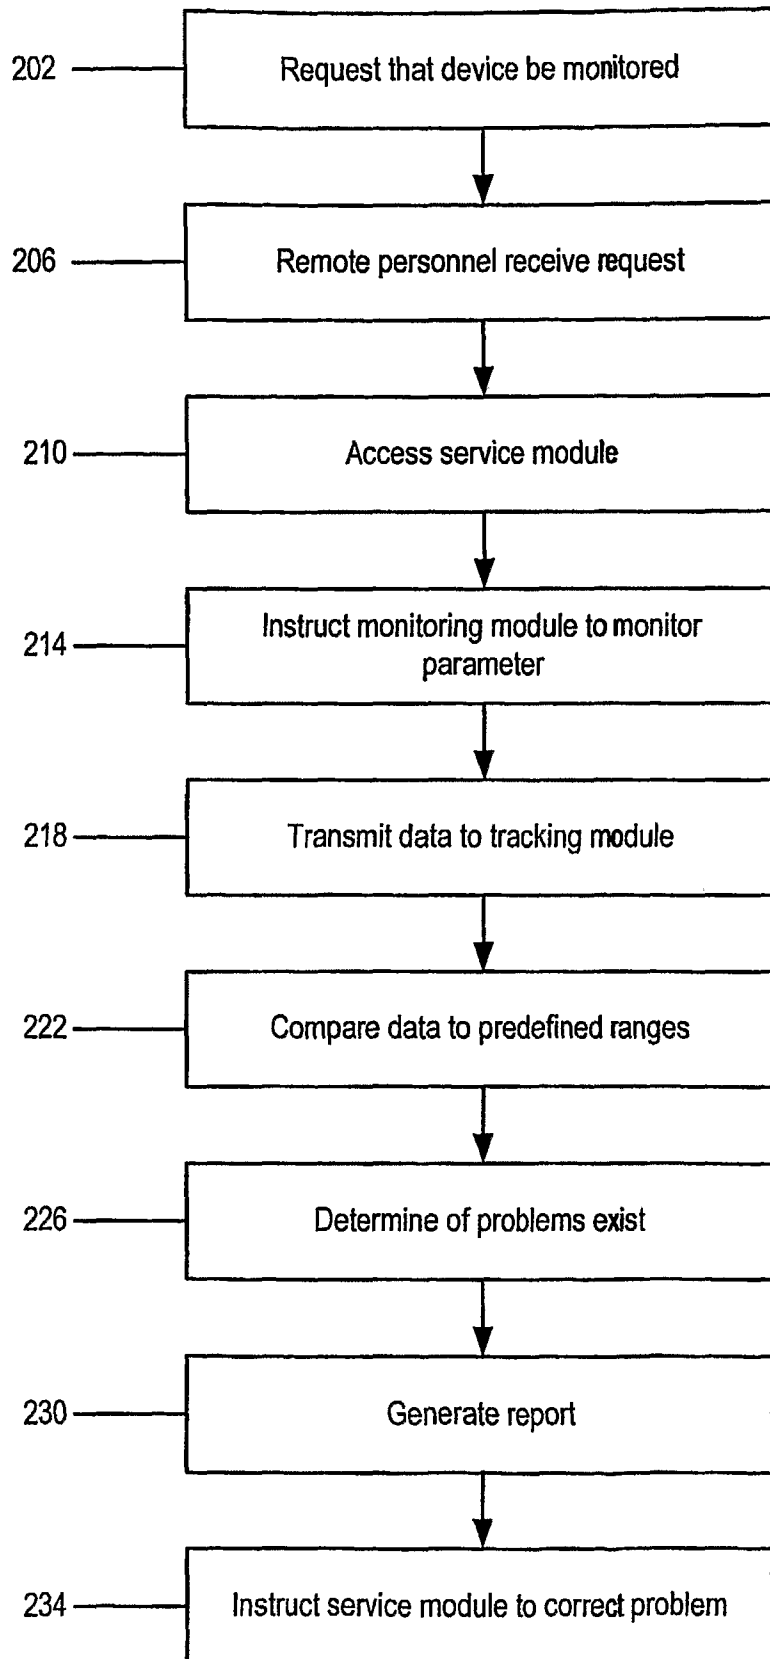 202 Request that device be monitored
206 Remote personnel receive request
210 Access service module
214 Instruct monitoring module to monitor
parameter
218 Transmit data to tracking module
222 Compare data to predefined ranges
226 Determine of problems exist
230 Generate report
234 Instruct service module to correct problem